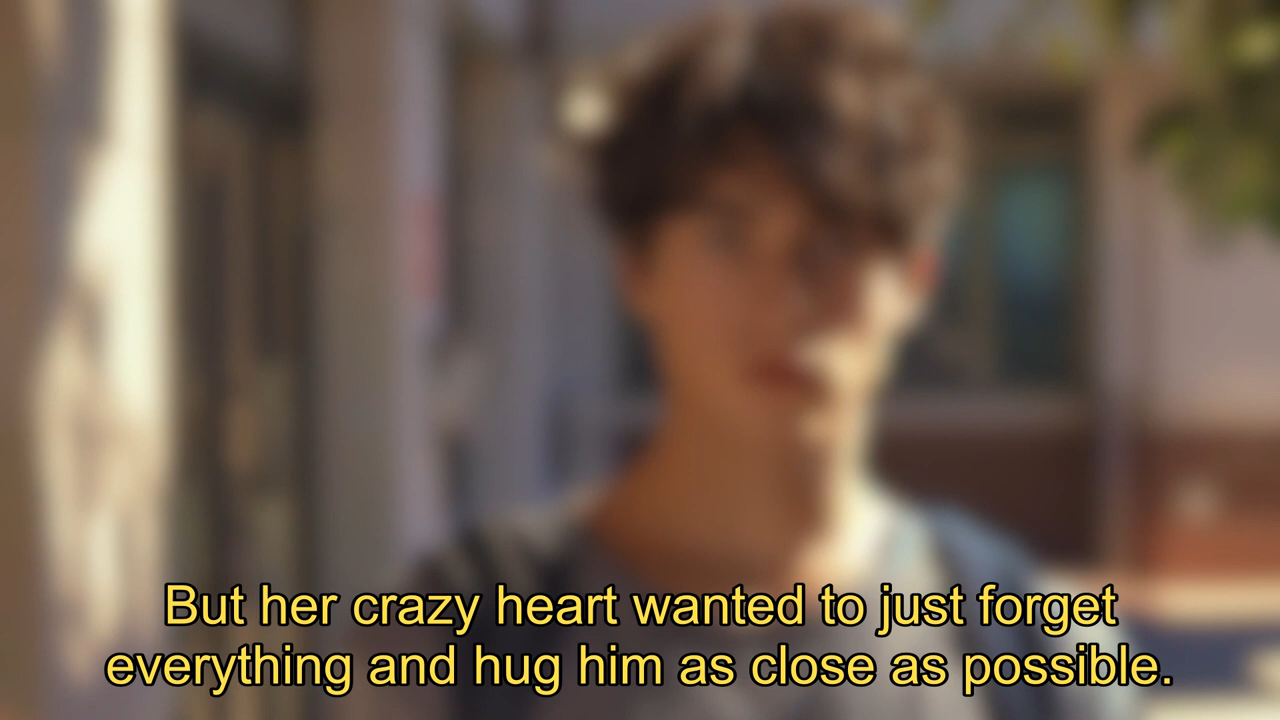 But her crazy heart wanted to just forget
everything and hug him as close as possible.